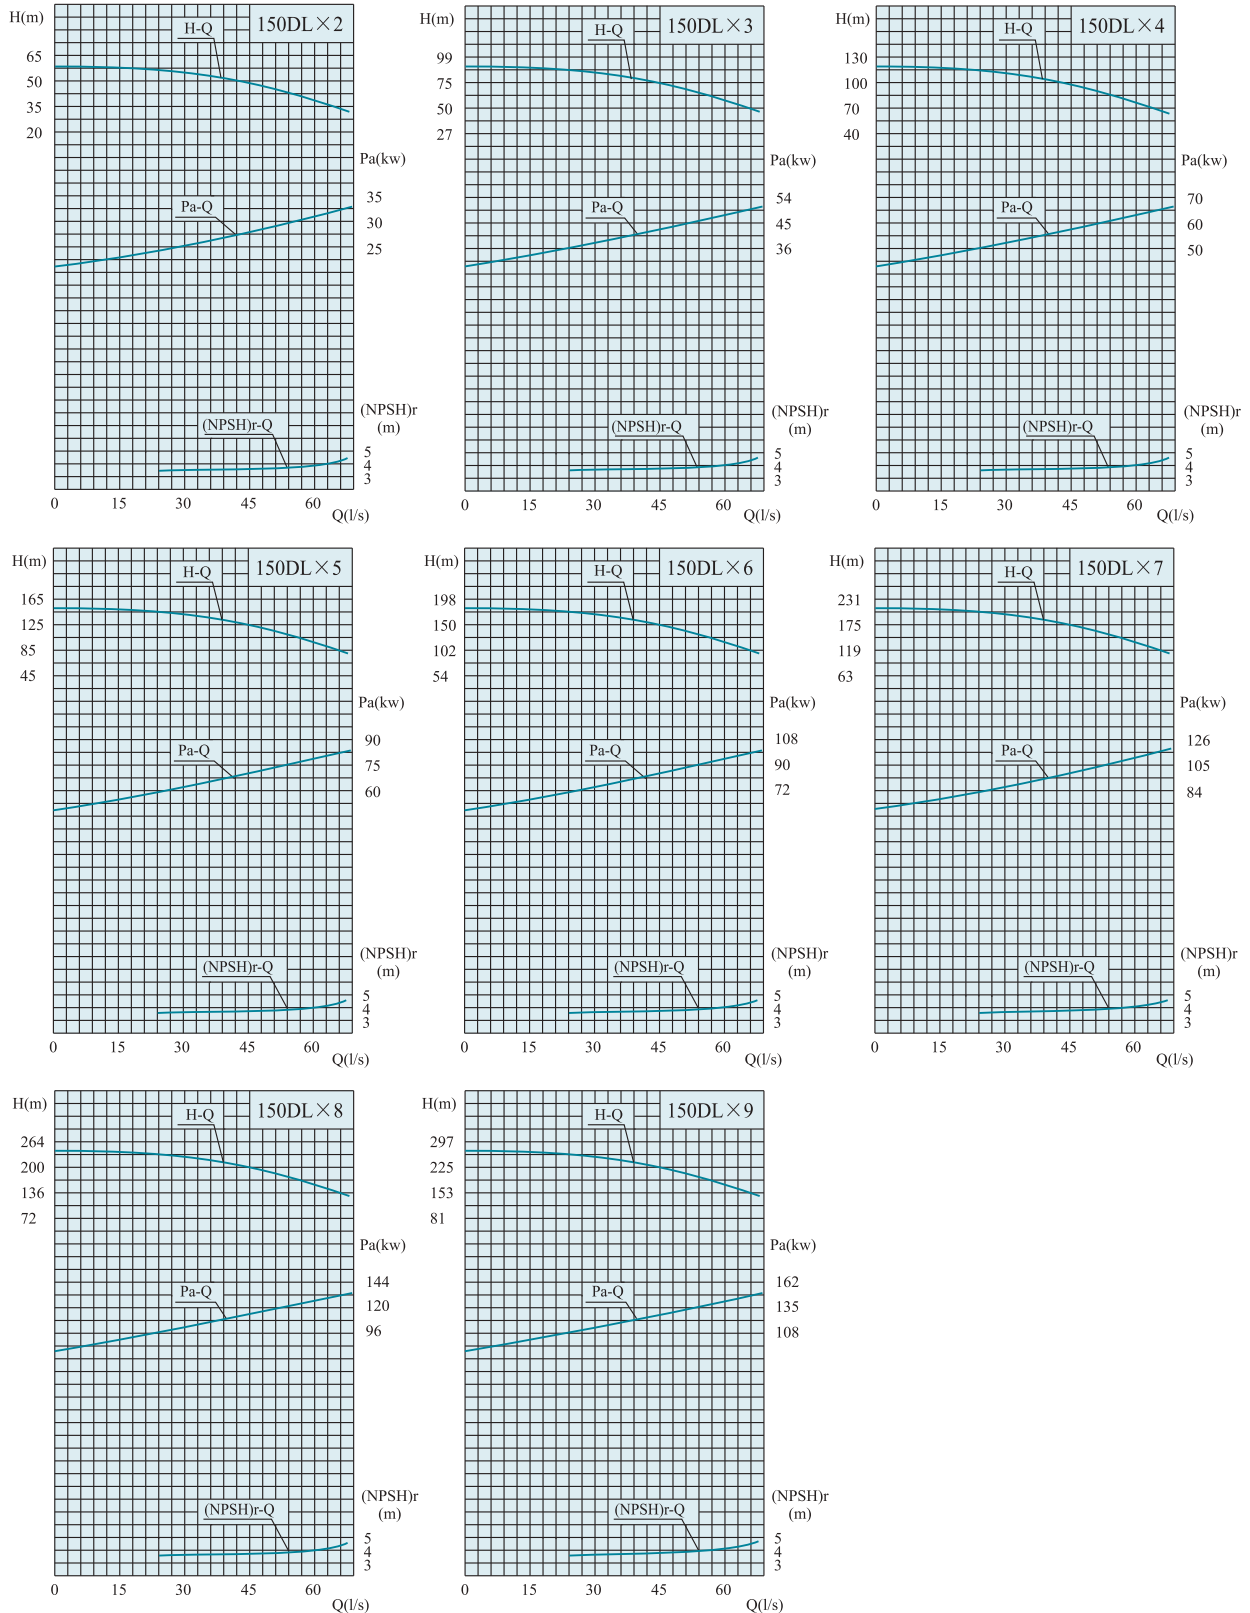 H(m)
H-Q
150DL×2
65
50
35
20
Pa(kw)
Pa-Q
35
30
25
(NPSH)r
(m)
(NPSH)r-Q
5
4
3
0 15 30 45 60
Q(l/s)
H(m)
H-Q
150DL×3
99
75
50
27
Pa(kw)
Pa-Q
54
45
36
(NPSH)r
(m)
(NPSH)r-Q
5
4
3
0 15 30 45 60
Q(l/s)
H(m)
H-Q
150DL×4
130
100
70
40
Pa(kw)
Pa-Q
70
60
50
(NPSH)r
(m)
(NPSH)r-Q
5
4
3
0 15 30 45 60
Q(l/s)
H(m)
H-Q
150DL×5
165
125
85
45
Pa(kw)
Pa-Q
90
75
60
(NPSH)r
(m)
(NPSH)r-Q
5
4
3
0 15 30 45 60
Q(l/s)
H(m)
H-Q
150DL×6
198
150
102
54
Pa(kw)
Pa-Q
108
90
72
(NPSH)r
(m)
(NPSH)r-Q
5
4
3
0 15 30 45 60
Q(l/s)
H(m)
H-Q
150DL×7
231
175
119
63
Pa(kw)
Pa-Q
126
105
84
(NPSH)r
(m)
(NPSH)r-Q
5
4
3
0 15 30 45 60
Q(l/s)
H(m)
H-Q
150DL×8
264
200
136
72
Pa(kw)
Pa-Q
144
120
96
(NPSH)r
(m)
(NPSH)r-Q
5
4
3
0 15 30 45 60
Q(l/s)
H(m)
H-Q
150DL×9
297
225
153
81
Pa(kw)
Pa-Q
162
135
108
(NPSH)r
(m)
(NPSH)r-Q
5
4
3
0 15 30 45 60
Q(l/s)